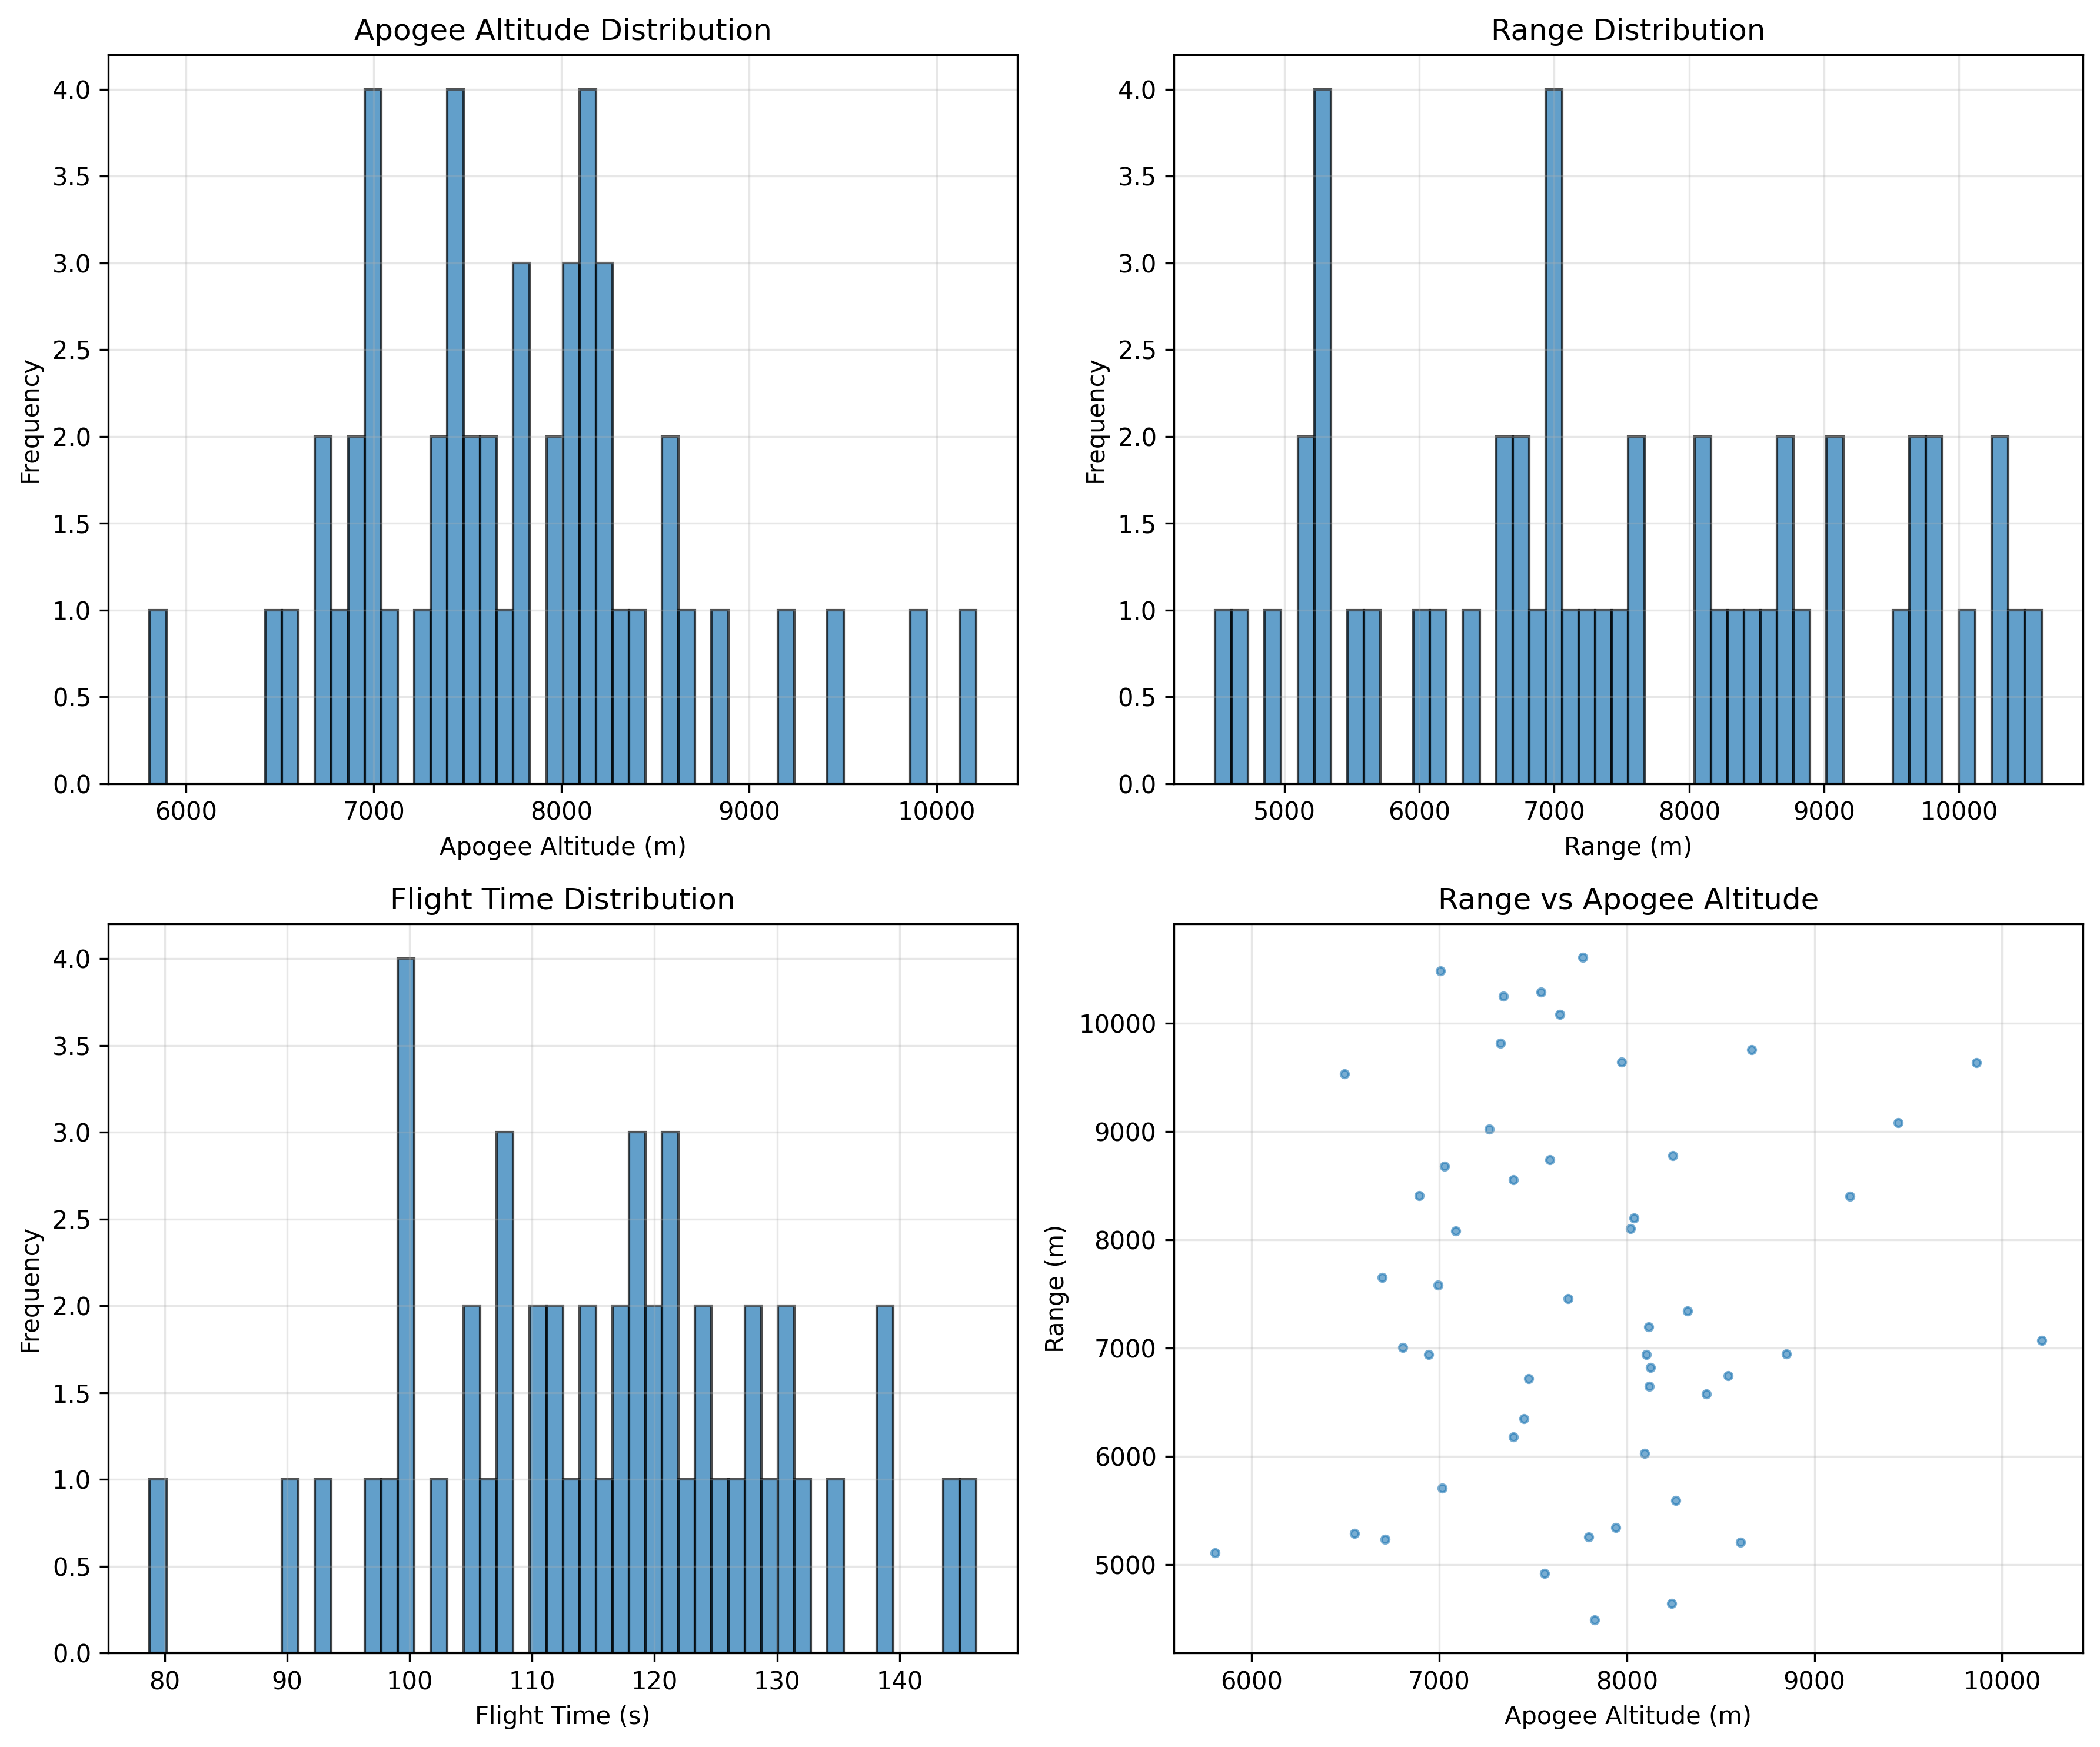 Apogee Altitude Distribution
4.0
3.5
3.0
2.5
2.0
1.5
1.0
0.5
0.0
Frequency
6000 7000 8000 9000 10000
Apogee Altitude (m)
Range Distribution
4.0
3.5
3.0
2.5
2.0
1.5
1.0
0.5
0.0
Frequency
5000 6000 7000 8000 9000 10000
Range (m)
Flight Time Distribution
4.0
3.5
3.0
2.5
2.0
1.5
1.0
0.5
0.0
Frequency
80 90 100 110 120 130 140
Flight Time (s)
Range vs Apogee Altitude
10000
9000
8000
7000
6000
5000
Range (m)
6000 7000 8000 9000 10000
Apogee Altitude (m)